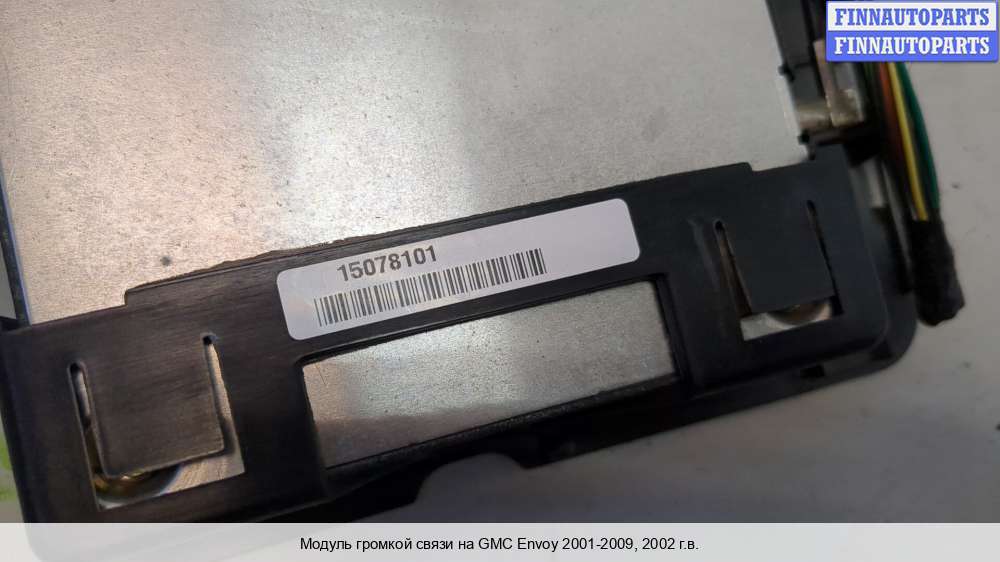 FINNAUTOPARTS
FINNAUTOPARTS
15078101
Модуль громкой связи на GMC Envoy 2001-2009, 2002 г.в.